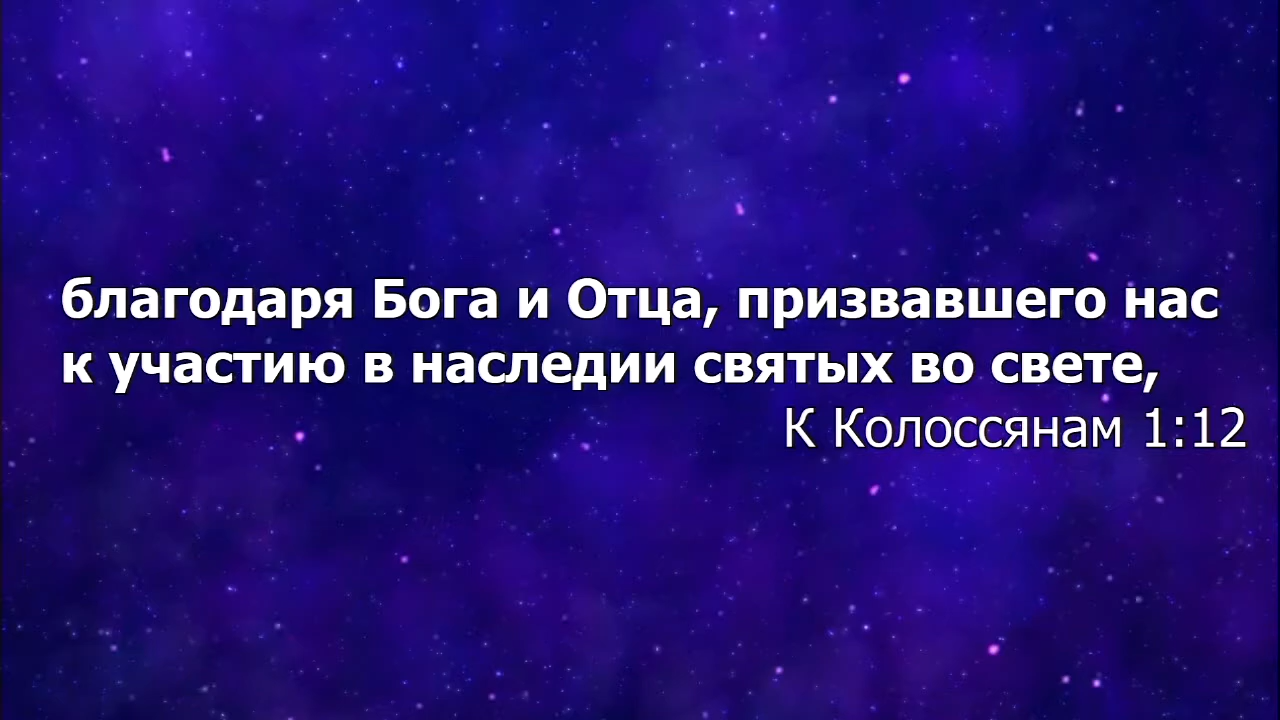 благодаря Бога и Отца, призвавшего нас
к участию в наследии святых во свете,
К Колоссянам 1:12